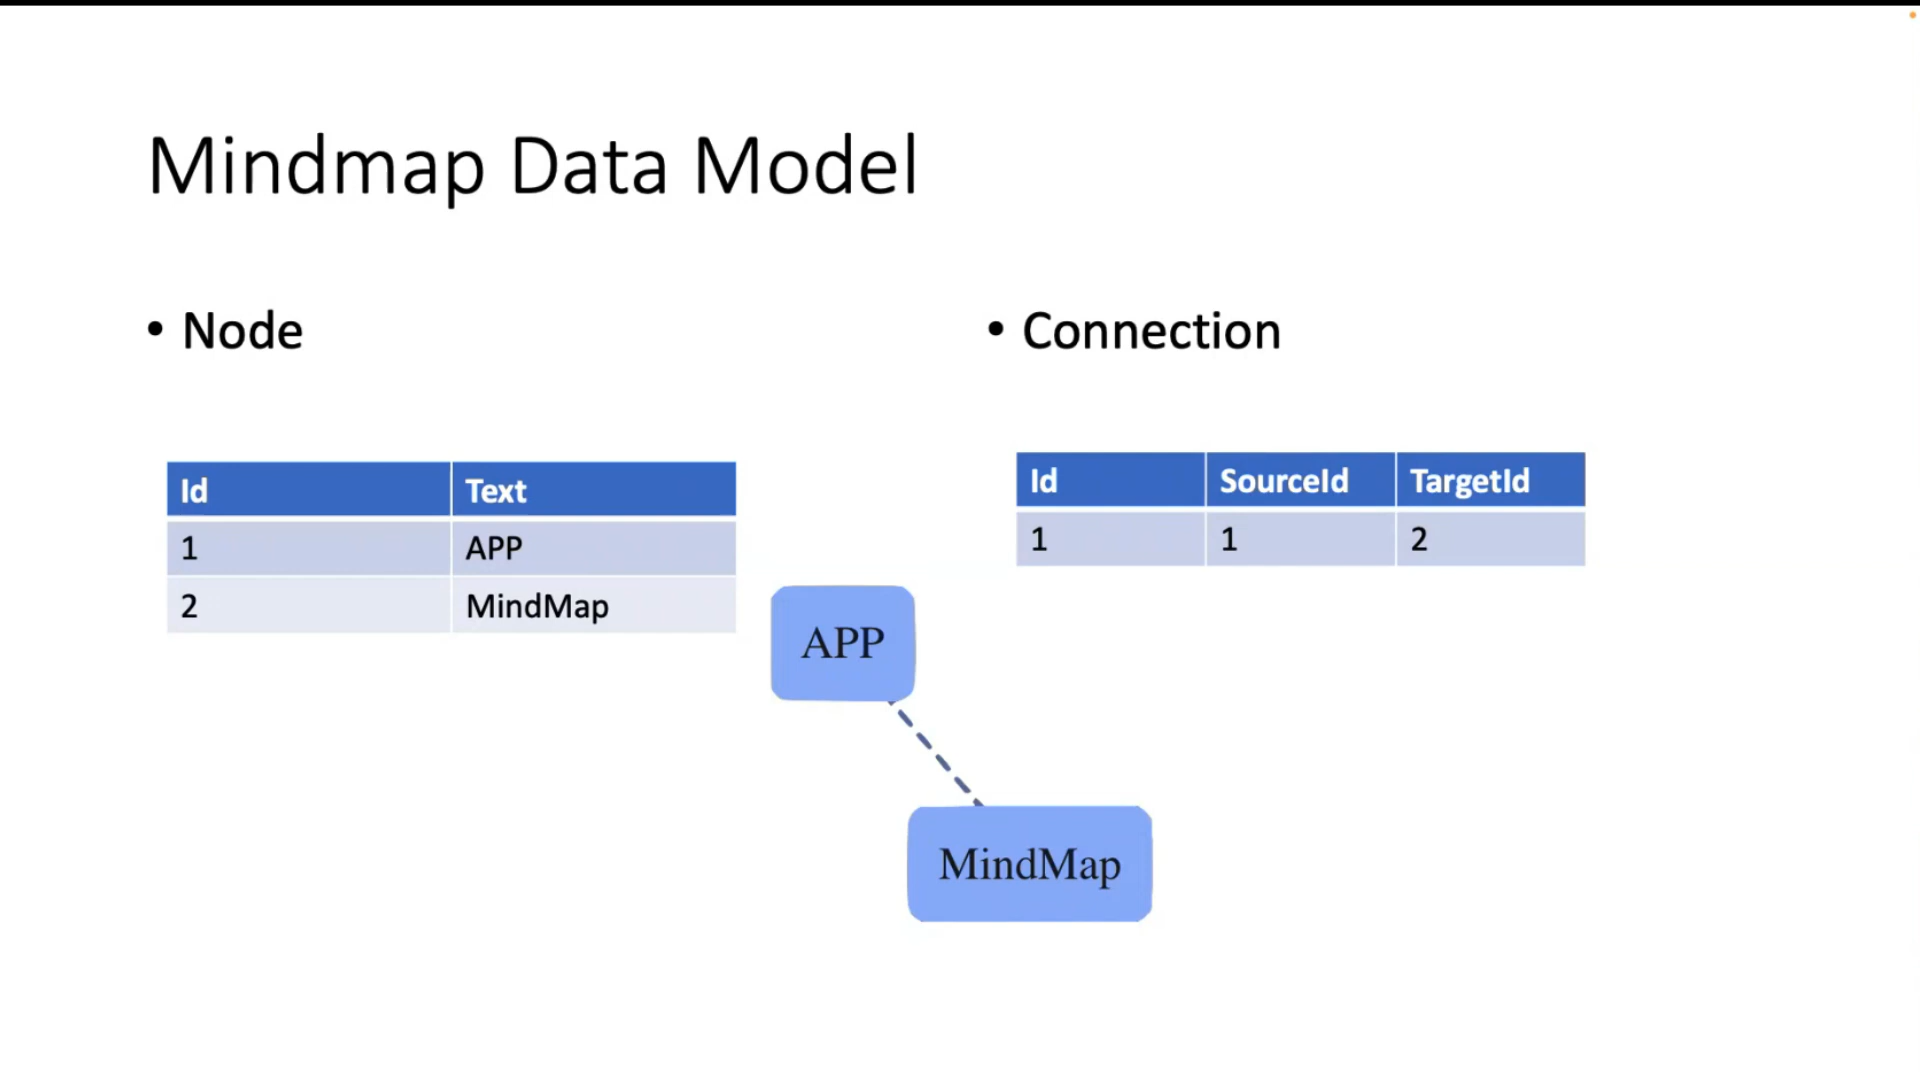 Mindmap Data Model
• Node
Id Text
1 APP
2 MindMap
• Connection
Id SourceId TargetId
1 1 2
APP
MindMap